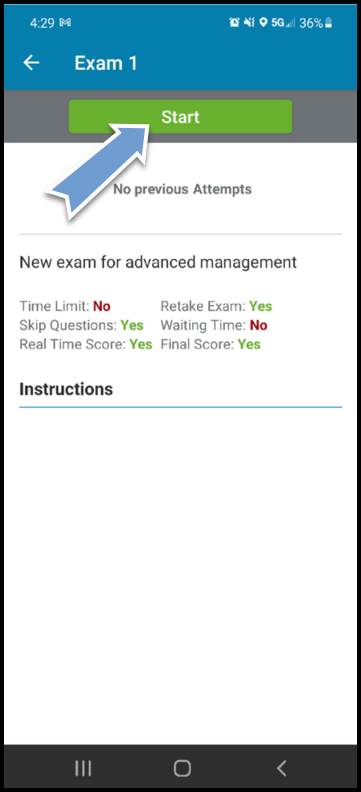 4:29 5G 36%
Exam 1
Start
No previous Attempts
New exam for advanced management
Time Limit: No Retake Exam: Yes
Skip Questions: Yes Waiting Time: No
Real Time Score: Yes Final Score: Yes
Instructions